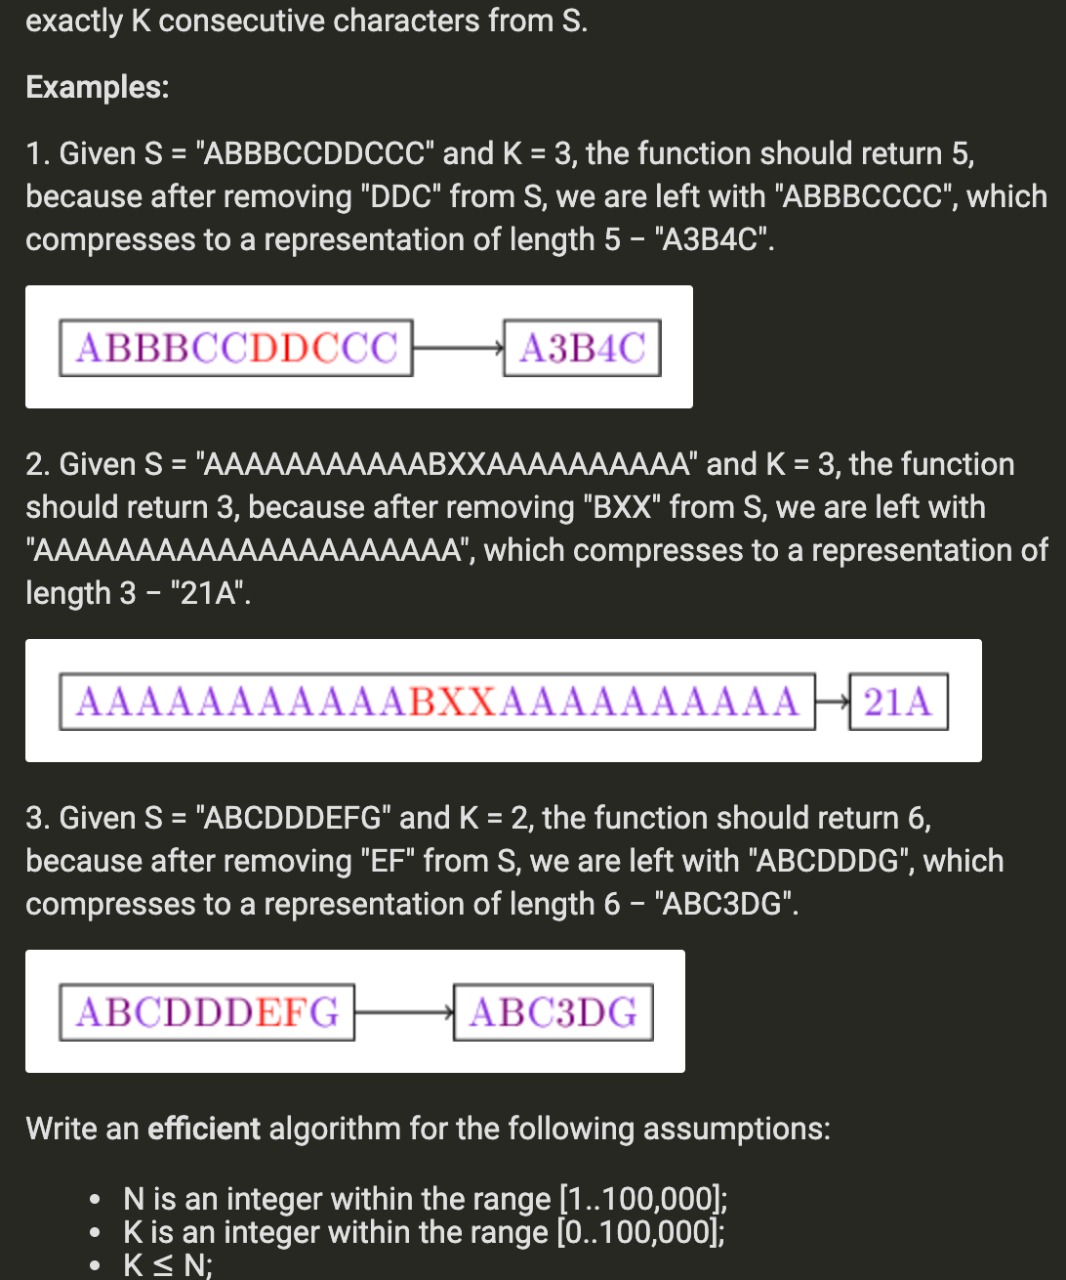 exactly K consecutive characters from S.
Examples:
1. Given S = "ABBBCCDDCCC" and K = 3, the function should return 5,
because after removing "DDC" from S, we are left with "ABBBCCCC", which
compresses to a representation of length 5 – "A3B4C".
ABBBCCDDCCC A3B4C
2. Given S = "AAAAAAAAAAABXXAAAAAAAAAA" and K = 3, the function
should return 3, because after removing "BXX" from S, we are left with
"AAAAAAAAAAAAAAAAAAAAA", which compresses to a representation of
length 3 – "21A".
AAAAAAAAAAABXXAAAAAAAAAA 21A
3. Given S = "ABCDDDEFG" and K = 2, the function should return 6,
because after removing "EF" from S, we are left with "ABCDDDG", which
compresses to a representation of length 6 – "ABC3DG".
ABCDDDEFG ABC3DG
Write an efficient algorithm for the following assumptions:
• N is an integer within the range [1..100,000];
• K is an integer within the range [0..100,000];
• K ≤ N;